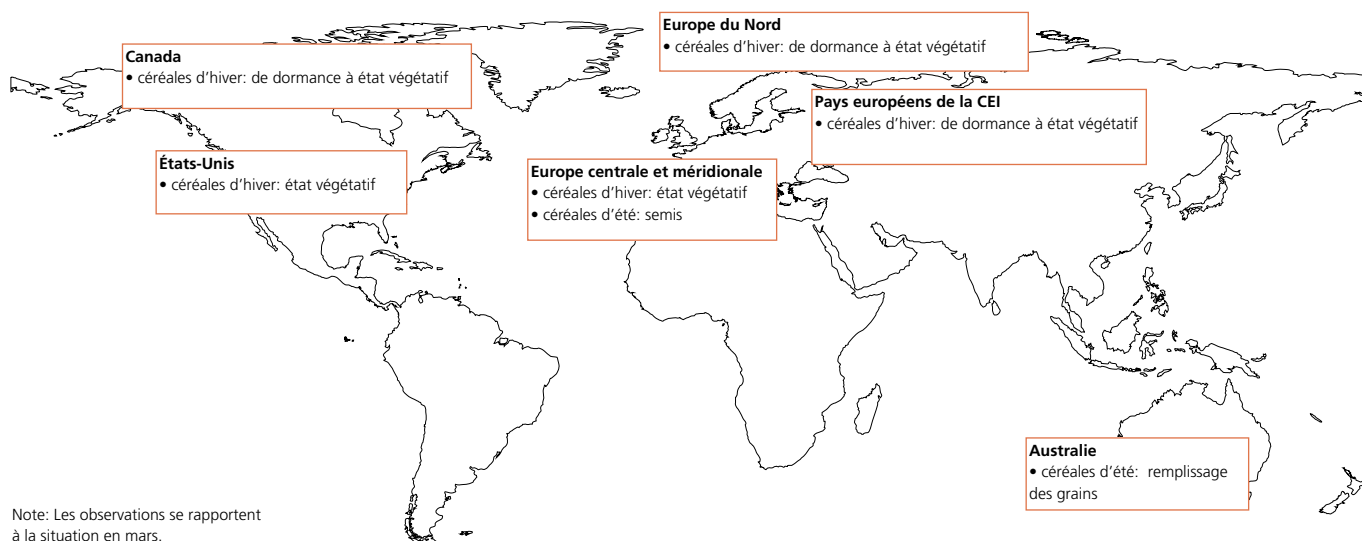 Europe du Nord
• céréales d’hiver: de dormance à état végétatif
Canada
• céréales d’hiver: de dormance à état végétatif
Pays européens de la CEI
• céréales d’hiver: de dormance à état végétatif
États-Unis
• céréales d’hiver: état végétatif
Europe centrale et méridionale
• céréales d’hiver: état végétatif
• céréales d’été: semis
Australie
• céréales d’été: remplissage
des grains
Note: Les observations se rapportent
à la situation en mars.